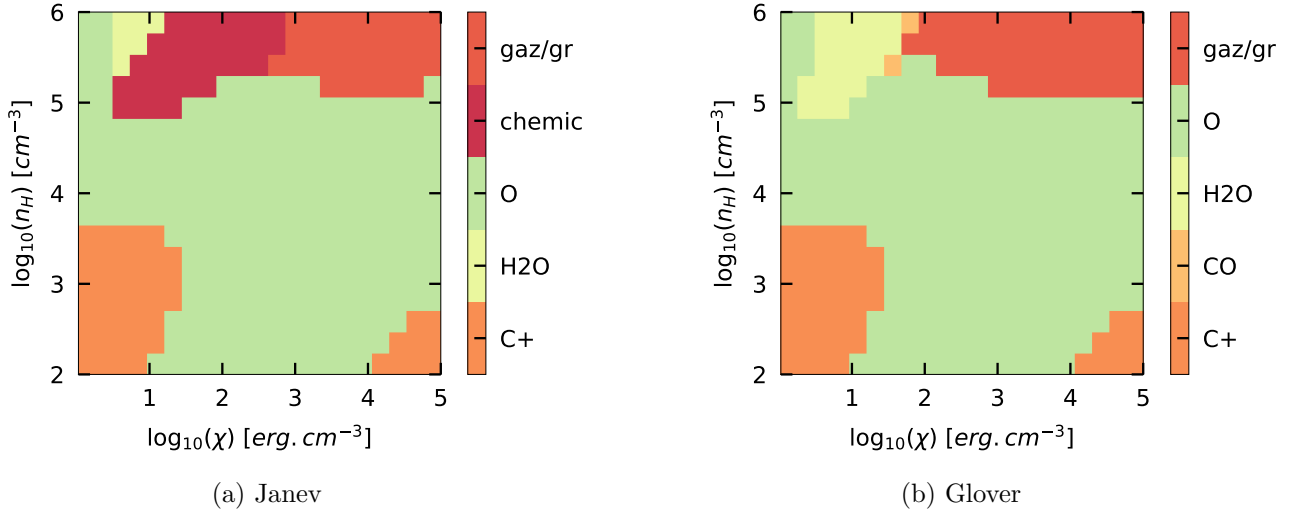 6
5
4
3
2
log₁₀(n_H) [cm⁻³]
1 2 3 4 5
log₁₀(χ) [erg. cm⁻³]
gaz/gr
chemic
O
H2O
C+
(a) Janev
6
5
4
3
2
log₁₀(n_H) [cm⁻³]
1 2 3 4 5
log₁₀(χ) [erg. cm⁻³]
gaz/gr
O
H2O
CO
C+
(b) Glover